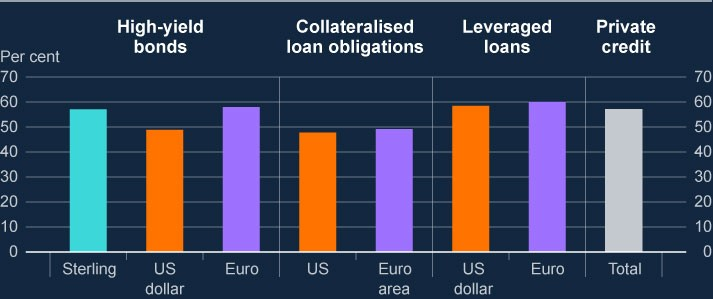 High-yield
bonds
Collateralised
loan obligations
Leveraged
loans
Private
credit
Per cent
70
60
50
40
30
20
10
0
70
60
50
40
30
20
10
0
Sterling
US
dollar
Euro
US
Euro
area
US
dollar
Euro
Total